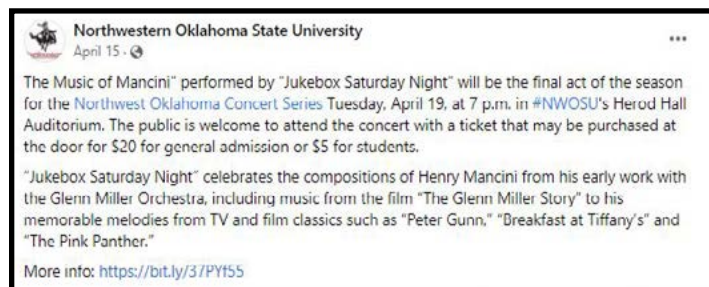 Northwestern Oklahoma State University
April 15 ·
The Music of Mancini" performed by "Jukebox Saturday Night" will be the final act of the season
for the Northwest Oklahoma Concert Series Tuesday, April 19, at 7 p.m. in #NWOSU's Herod Hall
Auditorium. The public is welcome to attend the concert with a ticket that may be purchased at
the door for $20 for general admission or $5 for students.
"Jukebox Saturday Night" celebrates the compositions of Henry Mancini from his early work with
the Glenn Miller Orchestra, including music from the film "The Glenn Miller Story" to his
memorable melodies from TV and film classics such as "Peter Gunn," "Breakfast at Tiffany's" and
"The Pink Panther."
More info: https://bit.ly/37PYf55